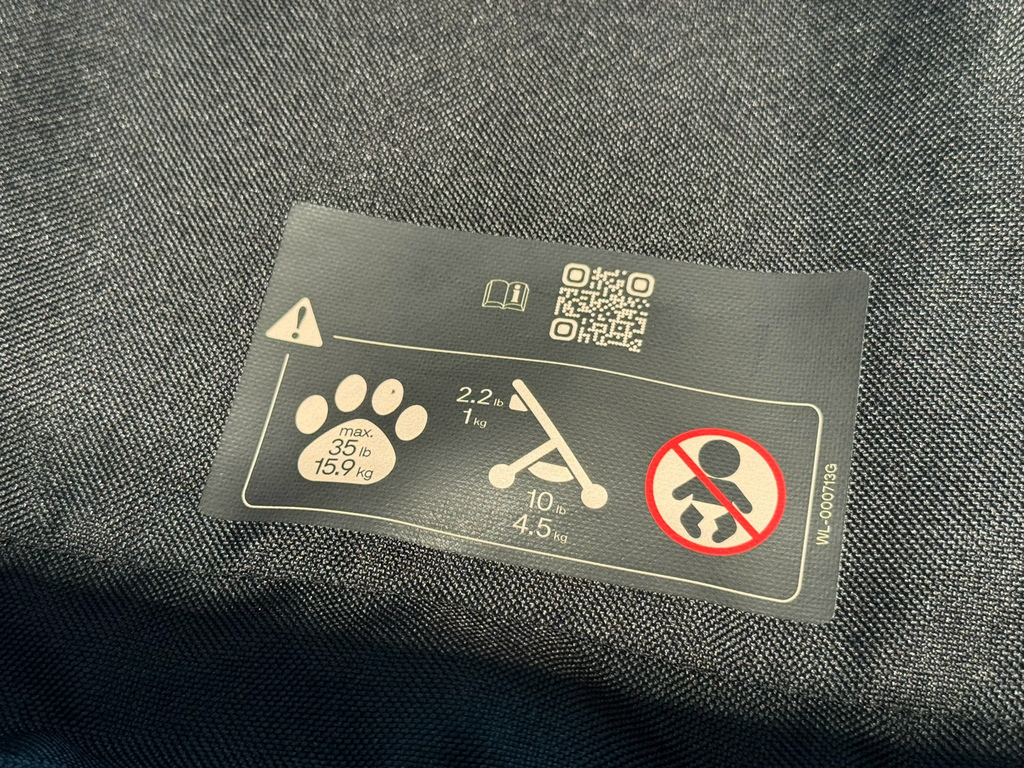 max.
35 lb
15.9 kg
2.2 lb
1 kg
10 lb
4.5 kg
WL-000713G